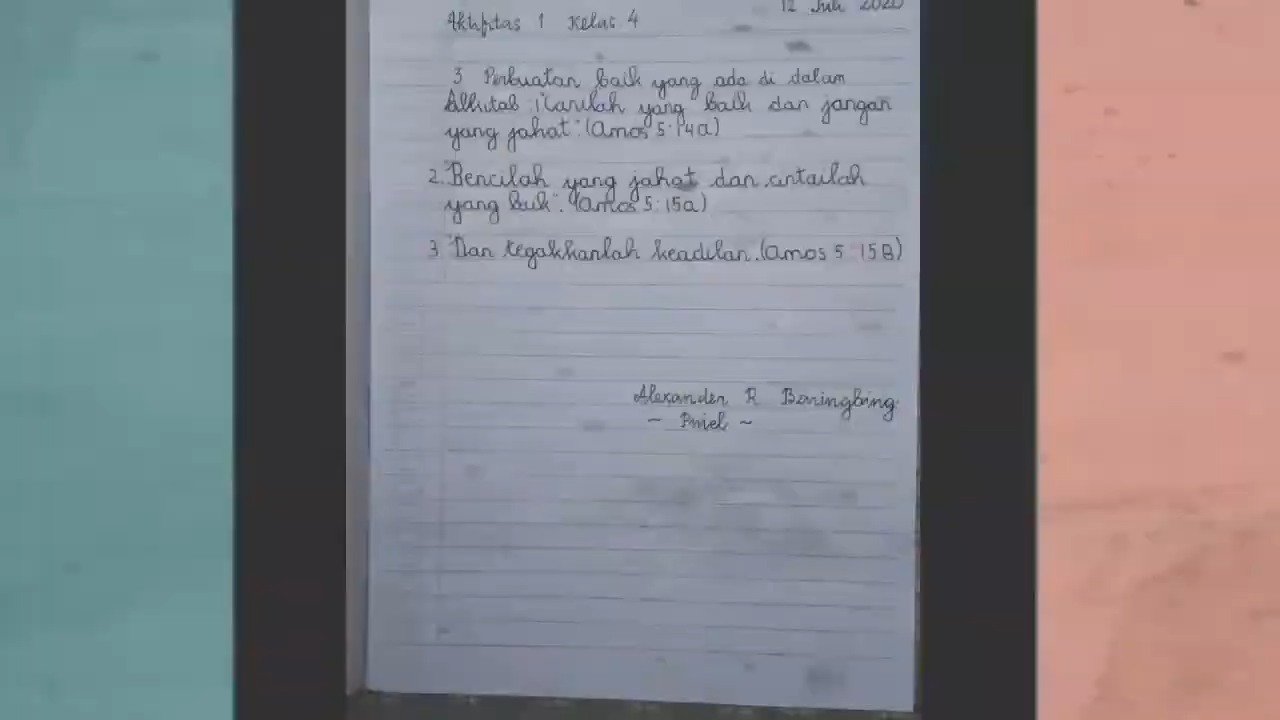 12 Juli 2020
Aktifitas 1 Kelas 4
3 Perbuatan baik yang ada di dalam
Alkitab : "Carilah yang baik dan jangan
yang jahat". (Amos 5:14a)
2. "Bencilah yang jahat dan cintailah
yang baik". (Amos 5:15a)
3 "Dan tegakkanlah keadilan. (Amos 5:15B)
Alexander R Baringbing
~ Pniel ~